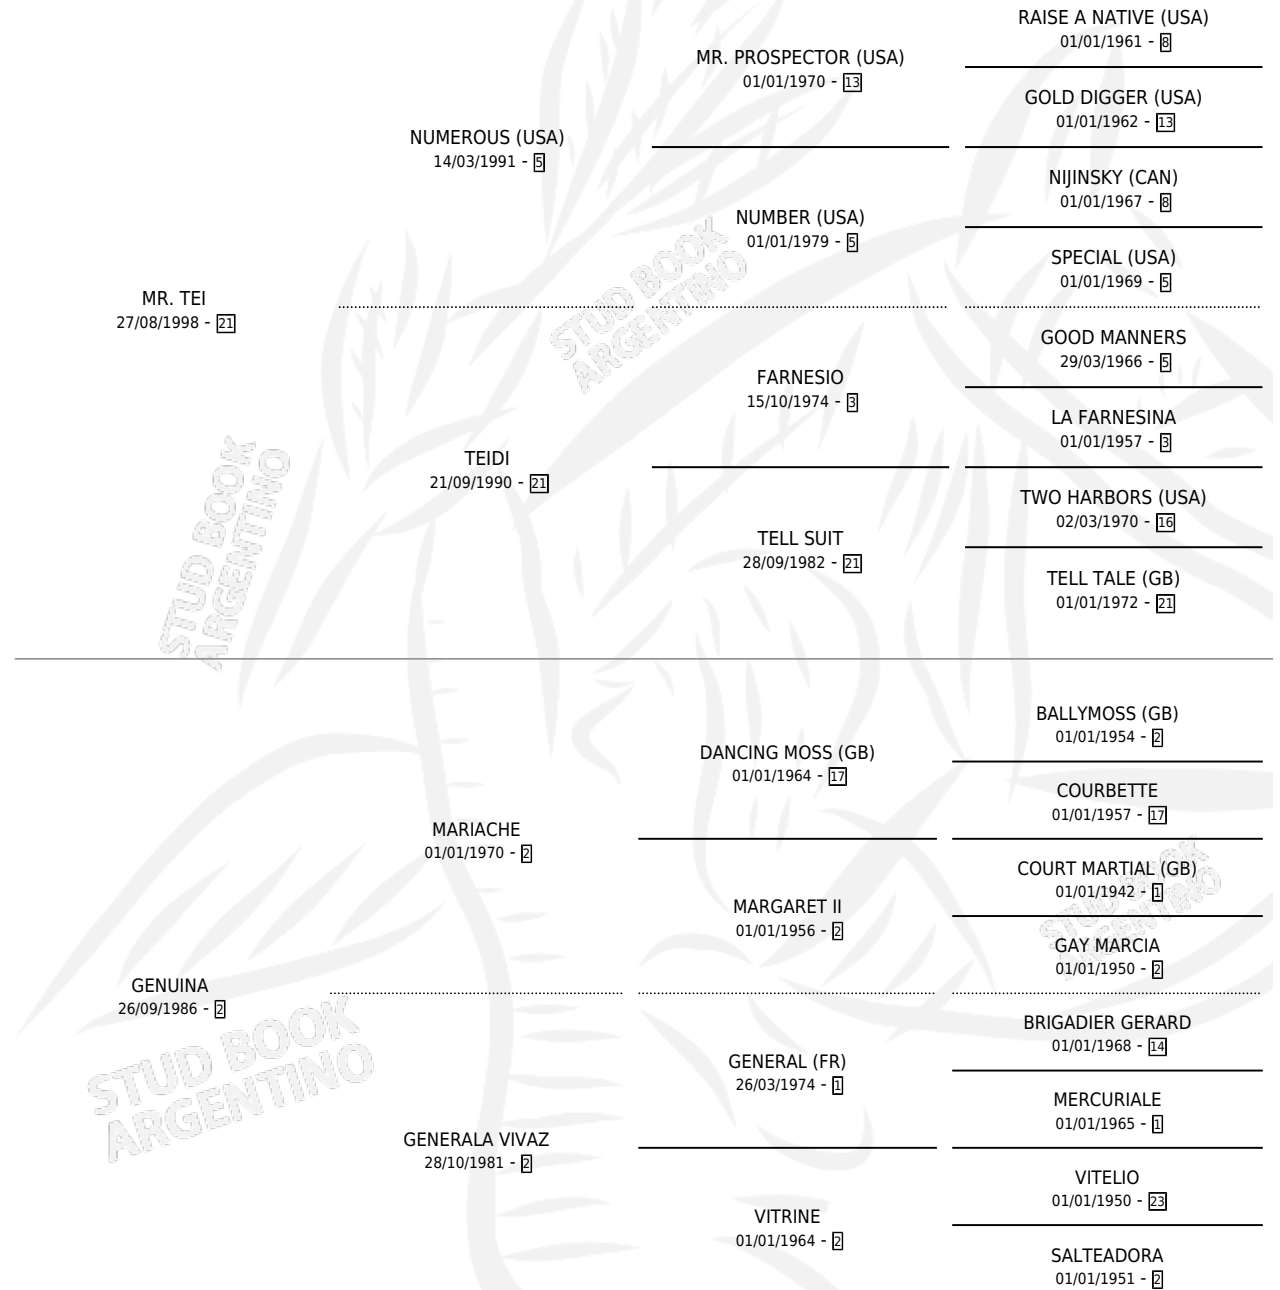 RAISE A NATIVE (USA)
01/01/1961 - 8
MR. PROSPECTOR (USA)
01/01/1970 - 13
GOLD DIGGER (USA)
01/01/1962 - 13
NUMEROUS (USA)
14/03/1991 - 5
NIJINSKY (CAN)
01/01/1967 - 8
NUMBER (USA)
01/01/1979 - 5
SPECIAL (USA)
01/01/1969 - 5
MR. TEI
27/08/1998 - 21
GOOD MANNERS
29/03/1966 - 5
FARNESIO
15/10/1974 - 3
LA FARNESINA
01/01/1957 - 3
TEIDI
21/09/1990 - 21
TWO HARBORS (USA)
02/03/1970 - 16
TELL SUIT
28/09/1982 - 21
TELL TALE (GB)
01/01/1972 - 21
BALLYMOSS (GB)
01/01/1954 - 2
DANCING MOSS (GB)
01/01/1964 - 17
COURBETTE
01/01/1957 - 17
MARIACHE
01/01/1970 - 2
COURT MARTIAL (GB)
01/01/1942 - 1
MARGARET II
01/01/1956 - 2
GAY MARCIA
01/01/1950 - 2
GENUINA
26/09/1986 - 2
BRIGADIER GERARD
01/01/1968 - 14
GENERAL (FR)
26/03/1974 - 1
MERCURIALE
01/01/1965 - 1
GENERALA VIVAZ
28/10/1981 - 2
VITELIO
01/01/1950 - 23
VITRINE
01/01/1964 - 2
SALTEADORA
01/01/1951 - 2
STUD BOOK
ARGENTINO
STUD BOOK
ARGENTINO
STUD BOOK
ARGENTINO
STUD BOOK
ARGENTINO